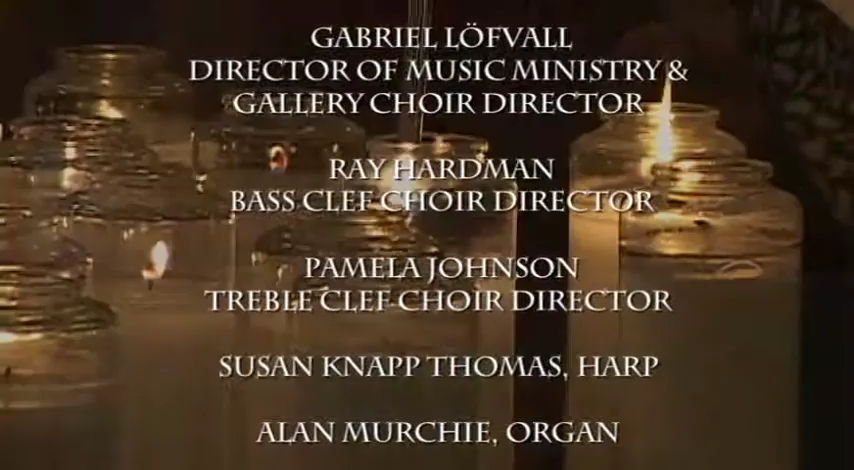 GABRIEL LÖFVALL
DIRECTOR OF MUSIC MINISTRY &
GALLERY CHOIR DIRECTOR
RAY HARDMAN
BASS CLEF CHOIR DIRECTOR
PAMELA JOHNSON
TREBLE CLEF CHOIR DIRECTOR
SUSAN KNAPP THOMAS, HARP
ALAN MURCHIE, ORGAN